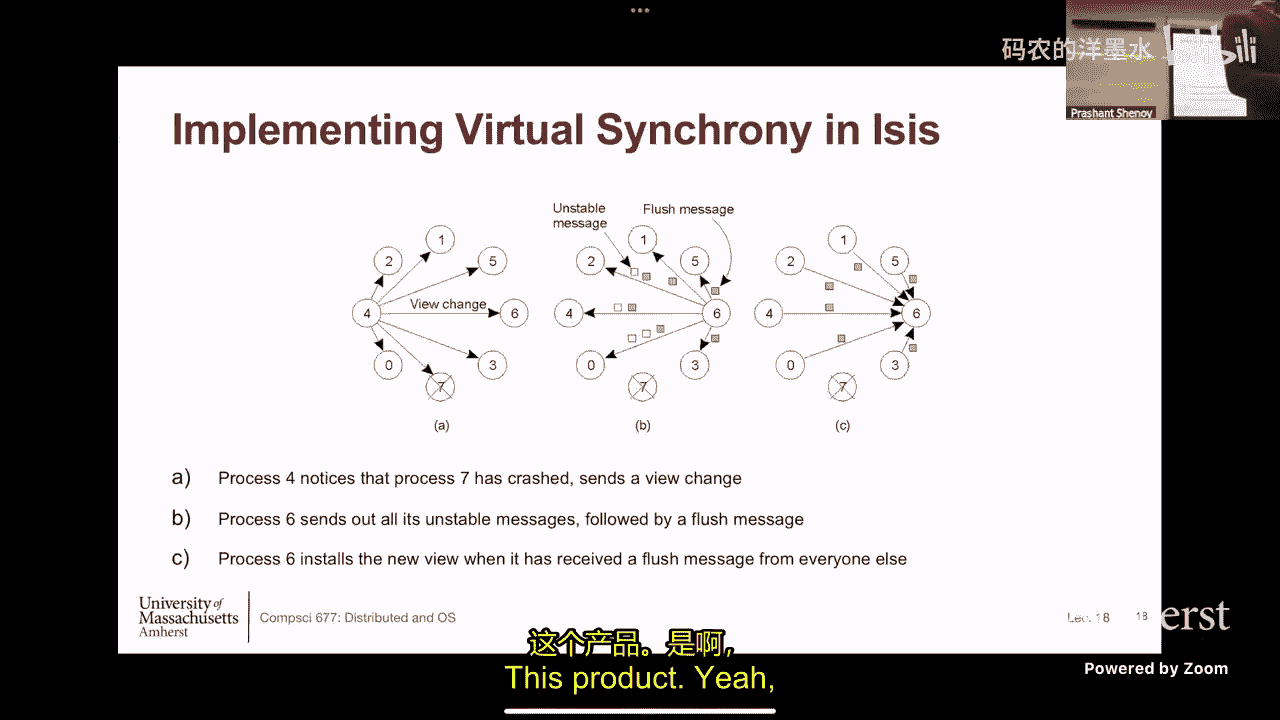 码农的洋墨水
bili
Prashant Shenoy
Implementing Virtual Synchrony in Isis
Unstable
message
Flush message
1
2
5
View change
4
6
0
3
7
(a)
1
2
5
4
6
0
3
7
(b)
1
2
5
4
6
0
3
7
(c)
a) Process 4 notices that process 7 has crashed, sends a view change
b) Process 6 sends out all its unstable messages, followed by a flush message
c) Process 6 installs the new view when it has received a flush message from everyone else
University of
Massachusetts
Amherst
Compsci 677: Distributed and OS
Lec. 18
18
erst
这个产品。是啊,
This product. Yeah,
Powered by Zoom